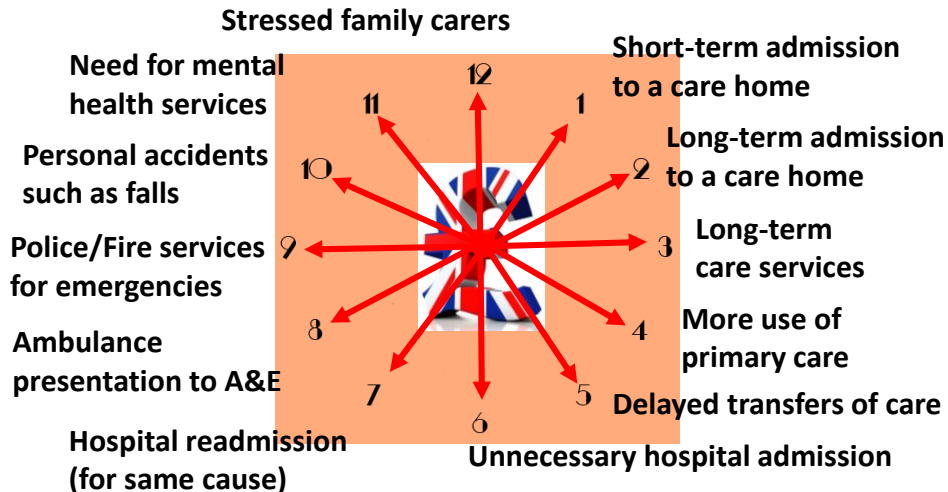 Stressed family carers
Short-term admission
to a care home
Need for mental
health services
12
11
1
Personal accidents
such as falls
10
2
Long-term admission
to a care home
Police/Fire services
for emergencies
9
3
Long-term
care services
8
4
More use of
primary care
Ambulance
presentation to A&E
7
5
Delayed transfers of care
6
Hospital readmission
(for same cause)
Unnecessary hospital admission